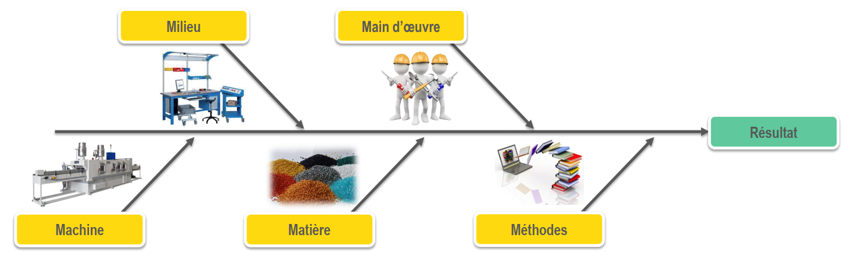 Milieu
Main d’œuvre
Résultat
Machine
Matière
Méthodes